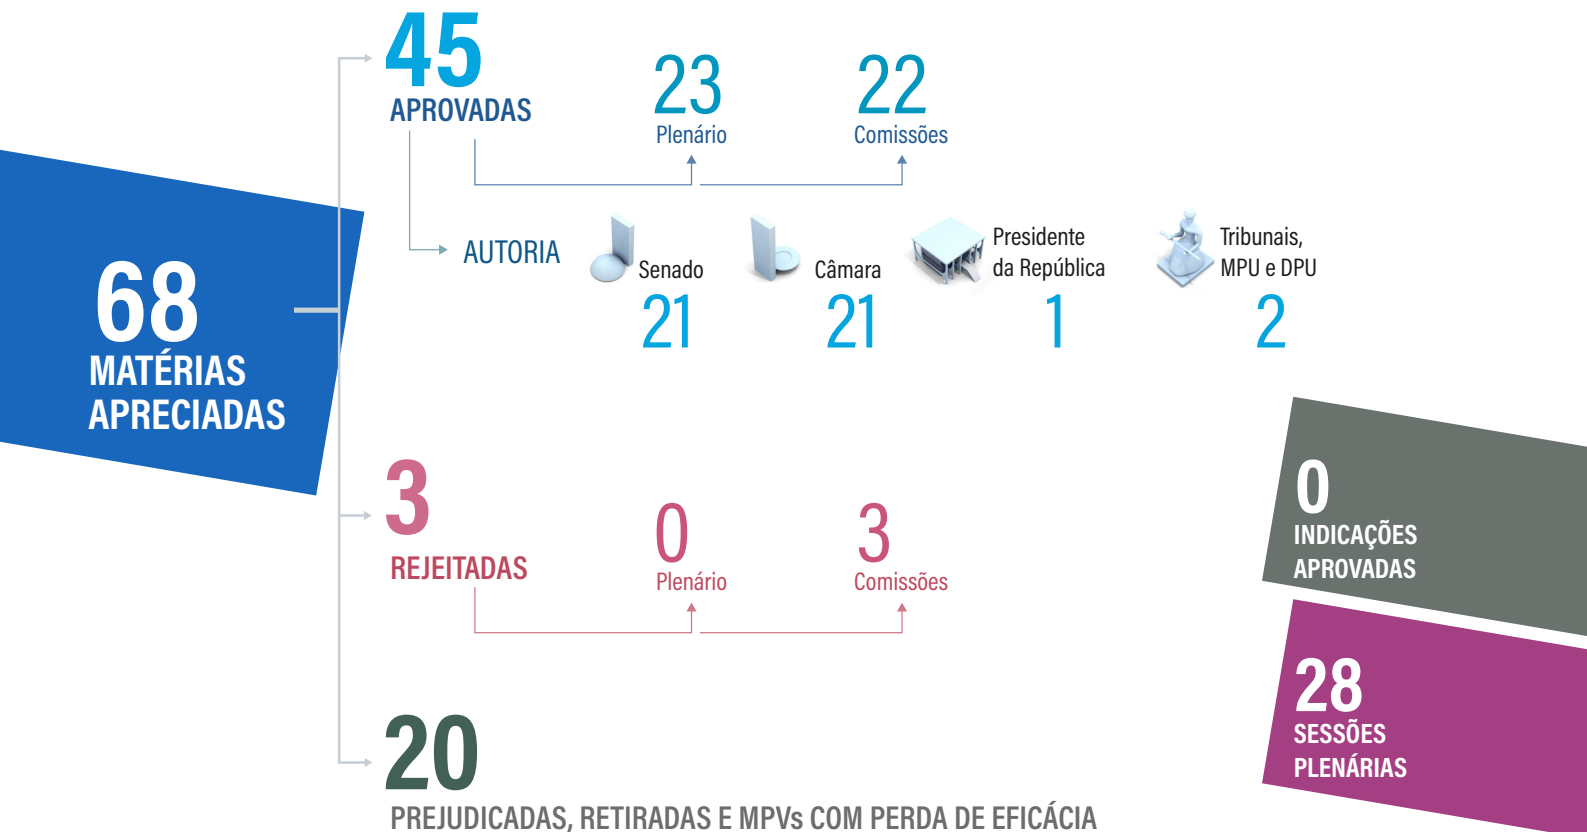 45
APROVADAS
23
Plenário
22
Comissões
AUTORIA
Senado
21
Câmara
21
Presidente
da República
1
Tribunais,
MPU e DPU
2
68
MATÉRIAS
APRECIADAS
3
REJEITADAS
0
Plenário
3
Comissões
0
INDICAÇÕES
APROVADAS
28
SESSÕES
PLENÁRIAS
20
PREJUDICADAS, RETIRADAS E MPVs COM PERDA DE EFICÁCIA